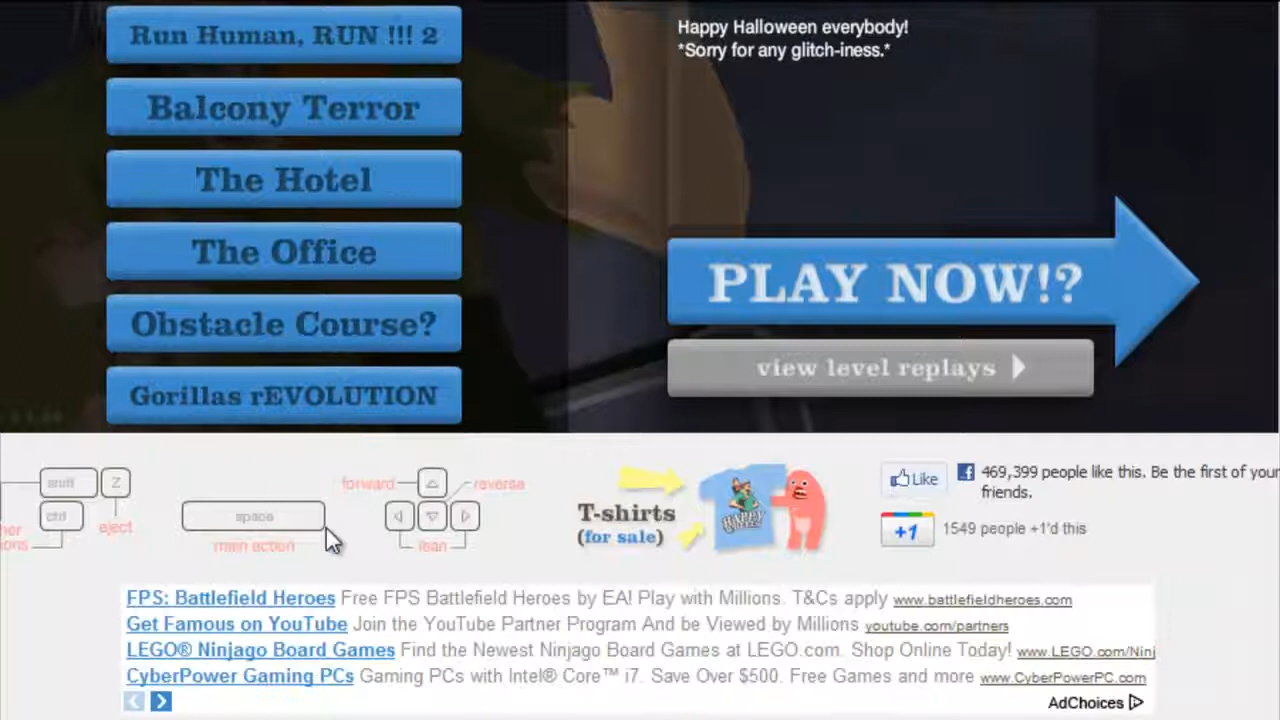 Run Human, RUN !!! 2
Balcony Terror
The Hotel
The Office
Obstacle Course?
Gorillas rEVOLUTION
Happy Halloween everybody!
*Sorry for any glitch-iness.*
PLAY NOW!?
view level replays
shift
Z
ctrl
eject
space
main action
forward
reverse
lean
T-shirts
(for sale)
HAPPY WHEELS
Like
469,399 people like this. Be the first of your
friends.
+1
1549 people +1'd this
FPS: Battlefield Heroes Free FPS Battlefield Heroes by EA! Play with Millions. T&Cs apply www.battlefieldheroes.com
Get Famous on YouTube Join the YouTube Partner Program And be Viewed by Millions youtube.com/partners
LEGO® Ninjago Board Games Find the Newest Ninjago Board Games at LEGO.com. Shop Online Today! www.LEGO.com/Ninj
CyberPower Gaming PCs Gaming PCs with Intel® Core™ i7. Save Over $500. Free Games and more www.CyberPowerPC.com
AdChoices